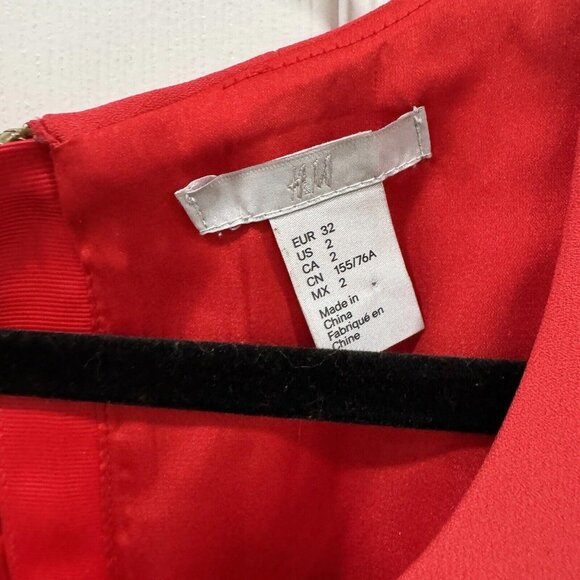 H&M
EUR 32
US 2
CA 2
CN 155/76A
MX 2
Made in
China
Fabriqué en
Chine